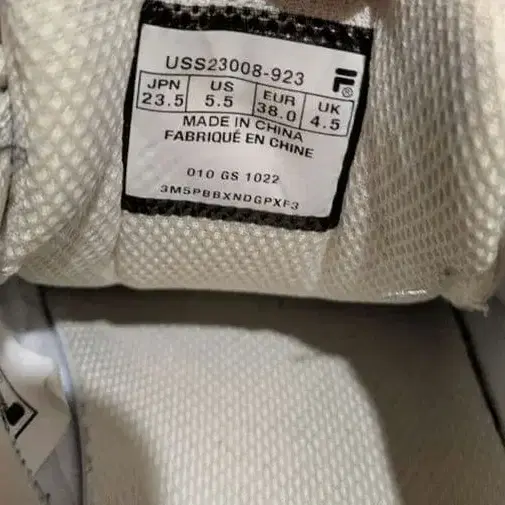 USS23008-923
JPN US EUR UK
23.5 5.5 38.0 4.5
MADE IN CHINA
FABRIQUÉ EN CHINE
010 GS 1022
3M5PBBXNDGPXF3